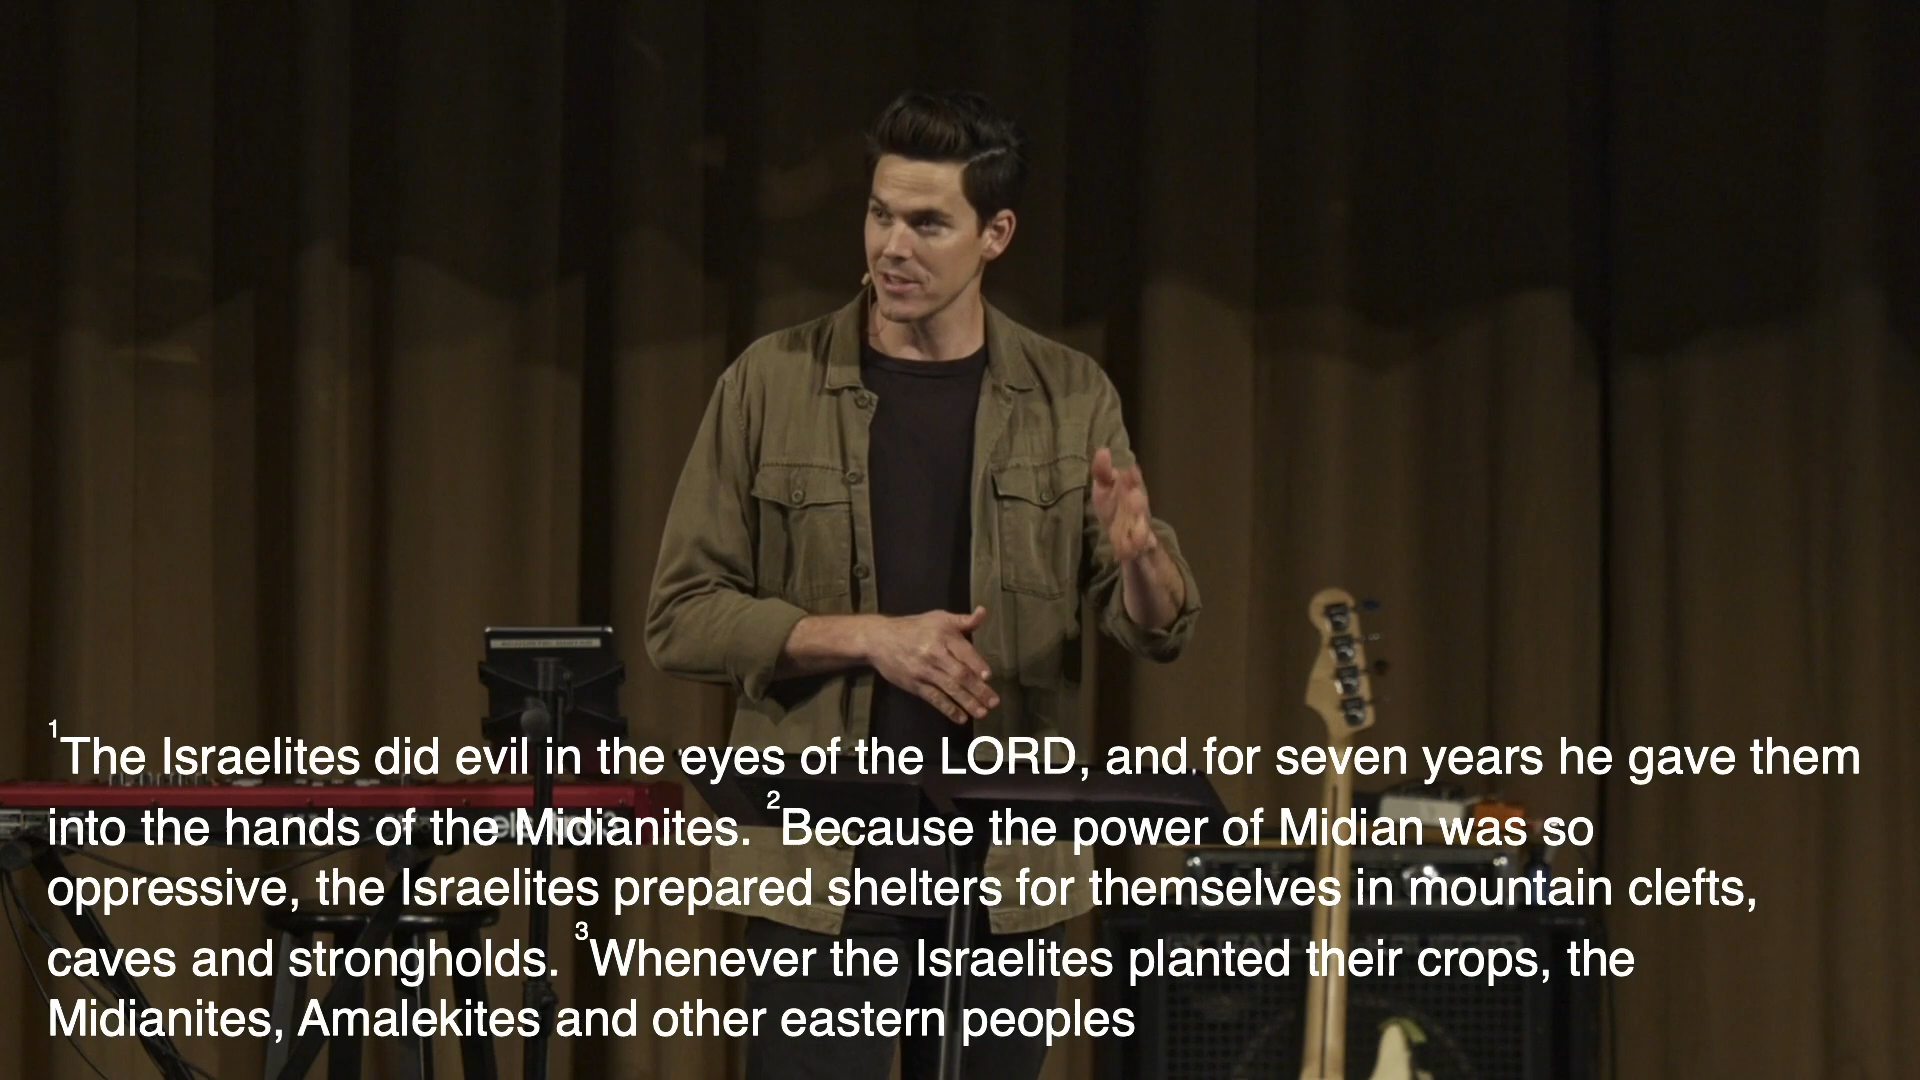 ¹The Israelites did evil in the eyes of the LORD, and for seven years he gave them
into the hands of the Midianites. ²Because the power of Midian was so
oppressive, the Israelites prepared shelters for themselves in mountain clefts,
caves and strongholds. ³Whenever the Israelites planted their crops, the
Midianites, Amalekites and other eastern peoples